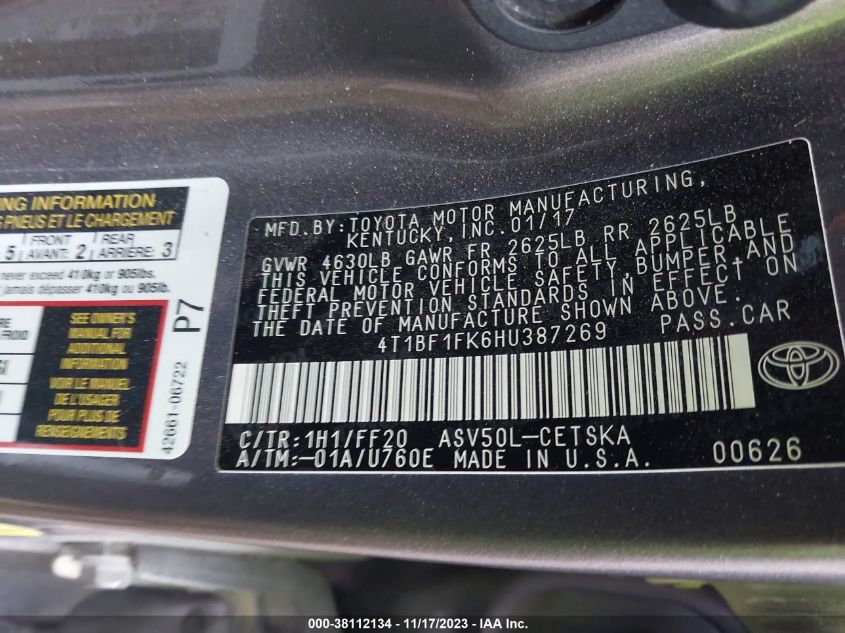 NG INFORMATION
PNEUS ET LE CHARGEMENT
5 FRONT AVANT: 2 REAR ARRIÈRE: 3
never exceed 410kg or 905lbs.
jamais dépasser 410kg ou 905lb.
SEE OWNER'S
MANUAL FOR
ADDITIONAL
INFORMATION
VOIR LE MANUEL
DE L'USAGER
POUR PLUS DE
RENSEIGNEMENTS
P7
42661-06722
MFD. BY: TOYOTA MOTOR MANUFACTURING,
KENTUCKY, INC. 01/17
GVWR 4630LB GAWR FR 2625LB RR 2625LB
THIS VEHICLE CONFORMS TO ALL APPLICABLE
FEDERAL MOTOR VEHICLE SAFETY, BUMPER, AND
THEFT PREVENTION STANDARDS IN EFFECT ON
THE DATE OF MANUFACTURE SHOWN ABOVE.
4T1BF1FK6HU387269 PASS. CAR
C/TR: 1H1/FF20 ASV50L-CETSKA
A/TM: -01A/U760E MADE IN U.S.A. 00626
000-38112134 - 11/17/2023 - IAA Inc.